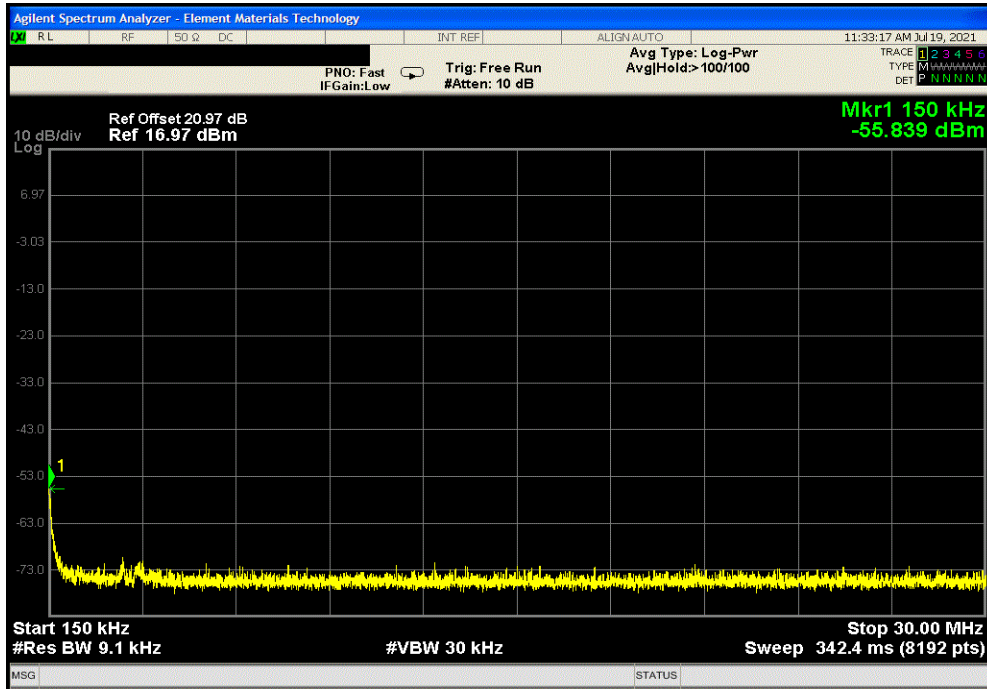 Agilent Spectrum Analyzer - Element Materials Technology
LXI RL RF 50 Ω DC INT REF ALIGN AUTO 11:33:17 AM Jul 19, 2021
PNO: Fast Trig: Free Run Avg Type: Log-Pwr TRACE 1 2 3 4 5 6
IFGain:Low #Atten: 10 dB Avg|Hold:>100/100 TYPE M
DET P N N N N N
Mkr1 150 kHz
-55.839 dBm
Ref Offset 20.97 dB
10 dB/div Ref 16.97 dBm
Log
6.97
-3.03
-13.0
-23.0
-33.0
-43.0
-53.0
1
-63.0
-73.0
Start 150 kHz Stop 30.00 MHz
#Res BW 9.1 kHz #VBW 30 kHz Sweep 342.4 ms (8192 pts)
MSG STATUS